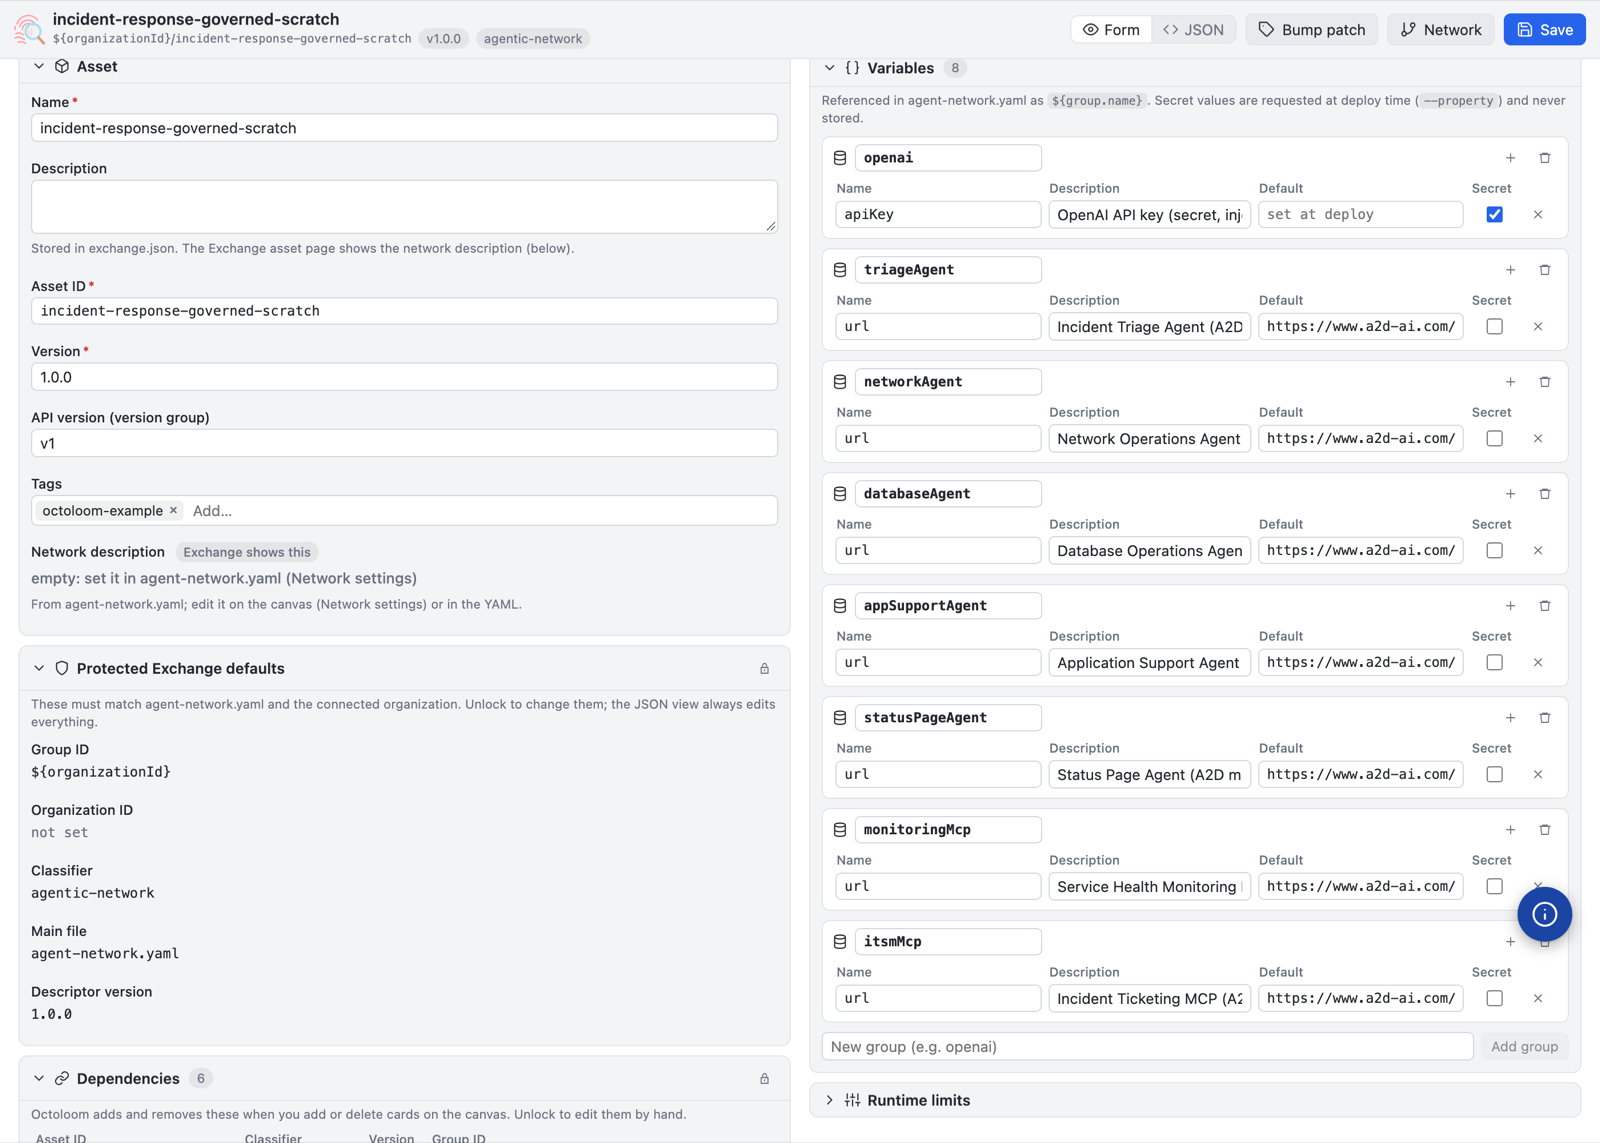 incident-response-governed-scratch
${organizationId}/incident-response-governed-scratch
v1.0.0
agentic-network
Form
JSON
Bump patch
Network
Save
Asset
Name *
incident-response-governed-scratch
Description
Stored in exchange.json. The Exchange asset page shows the network description (below).
Asset ID *
incident-response-governed-scratch
Version *
1.0.0
API version (version group)
v1
Tags
octoloom-example ×
Add...
Network description
Exchange shows this
empty: set it in agent-network.yaml (Network settings)
From agent-network.yaml; edit it on the canvas (Network settings) or in the YAML.
Protected Exchange defaults
These must match agent-network.yaml and the connected organization. Unlock to change them; the JSON view always edits
everything.
Group ID
${organizationId}
Organization ID
not set
Classifier
agentic-network
Main file
agent-network.yaml
Descriptor version
1.0.0
Dependencies 6
Octoloom adds and removes these when you add or delete cards on the canvas. Unlock to edit them by hand.
Asset ID Classifier Version Group ID
{} Variables 8
Referenced in agent-network.yaml as ${group.name} . Secret values are requested at deploy time ( --property ) and never
stored.
openai
Name Description Default Secret
apiKey OpenAI API key (secret, inj set at deploy
triageAgent
Name Description Default Secret
url Incident Triage Agent (A2D https://www.a2d-ai.com/
networkAgent
Name Description Default Secret
url Network Operations Agent https://www.a2d-ai.com/
databaseAgent
Name Description Default Secret
url Database Operations Agen https://www.a2d-ai.com/
appSupportAgent
Name Description Default Secret
url Application Support Agent https://www.a2d-ai.com/
statusPageAgent
Name Description Default Secret
url Status Page Agent (A2D m https://www.a2d-ai.com/
monitoringMcp
Name Description Default Secret
url Service Health Monitoring https://www.a2d-ai.com/
itsmMcp
Name Description Default Secret
url Incident Ticketing MCP (A2 https://www.a2d-ai.com/
New group (e.g. openai)
Add group
Runtime limits